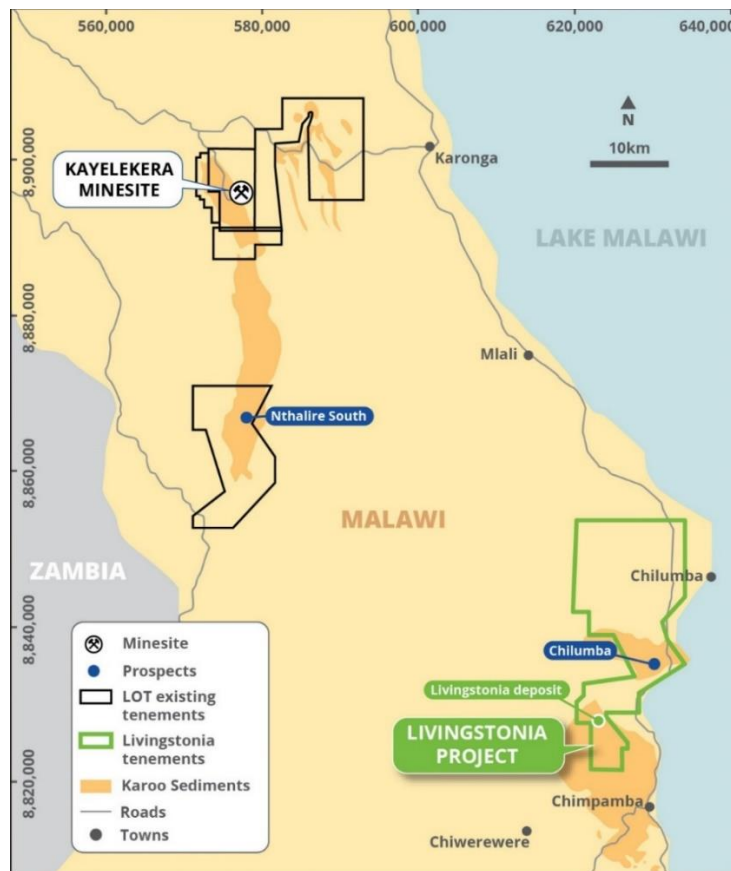 560,000
580,000
600,000
620,000
640,000
8,900,000
8,880,000
8,860,000
8,840,000
8,820,000
KAYELEKERA
MINESITE
N
10km
Karonga
LAKE MALAWI
Mlali
Nthalire South
MALAWI
ZAMBIA
Chilumba
Chilumba
Livingstonia deposit
LIVINGSTONIA
PROJECT
Chimpamba
Chiwerewere
Minesite
Prospects
LOT existing
tenements
Livingstonia
tenements
Karoo Sediments
Roads
Towns